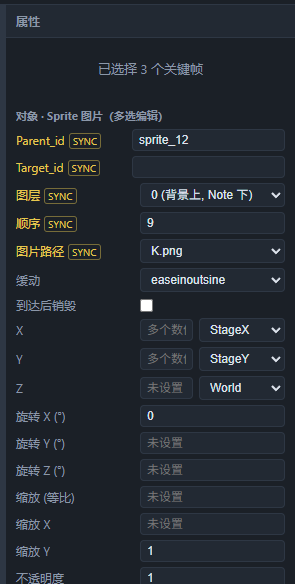 属性
已选择 3 个关键帧
对象 · Sprite 图片 (多选编辑)
Parent_id SYNC sprite_12
Target_id SYNC
图层 SYNC 0 (背景上, Note 下)
顺序 SYNC 9
图片路径 SYNC K.png
缓动 easeinoutsine
到达后销毁
X 多个数值 StageX
Y 多个数值 StageY
Z 未设置 World
旋转 X (°) 0
旋转 Y (°) 未设置
旋转 Z (°) 未设置
缩放 (等比) 未设置
缩放 X 未设置
缩放 Y 1
不透明度 1